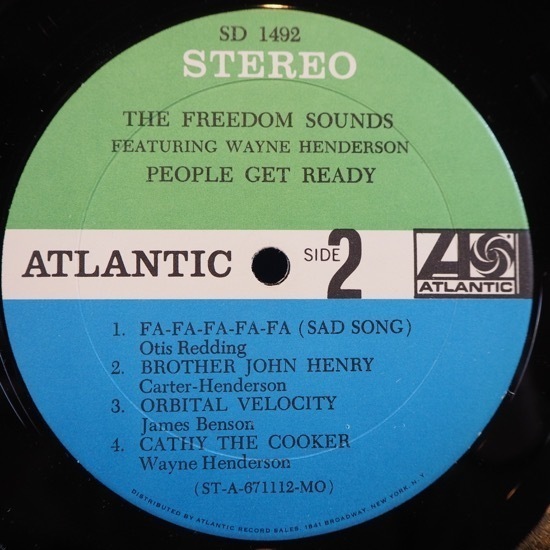 SD 1492
STEREO
THE FREEDOM SOUNDS
FEATURING WAYNE HENDERSON
PEOPLE GET READY
ATLANTIC
SIDE 2
ATLANTIC
1. FA-FA-FA-FA-FA (SAD SONG)
Otis Redding
2. BROTHER JOHN HENRY
Carter-Henderson
3. ORBITAL VELOCITY
James Benson
4. CATHY THE COOKER
Wayne Henderson
(ST-A-671112-MO)
DISTRIBUTED BY ATLANTIC RECORD SALES, 1841 BROADWAY, NEW YORK, N. Y.